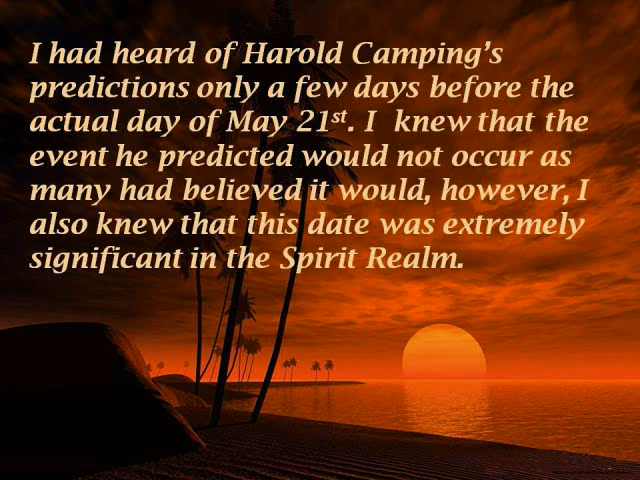 I had heard of Harold Camping's
predictions only a few days before the
actual day of May 21st. I  knew that the
event he predicted would not occur as
many had believed it would, however, I
also knew that this date was extremely
significant in the Spirit Realm.